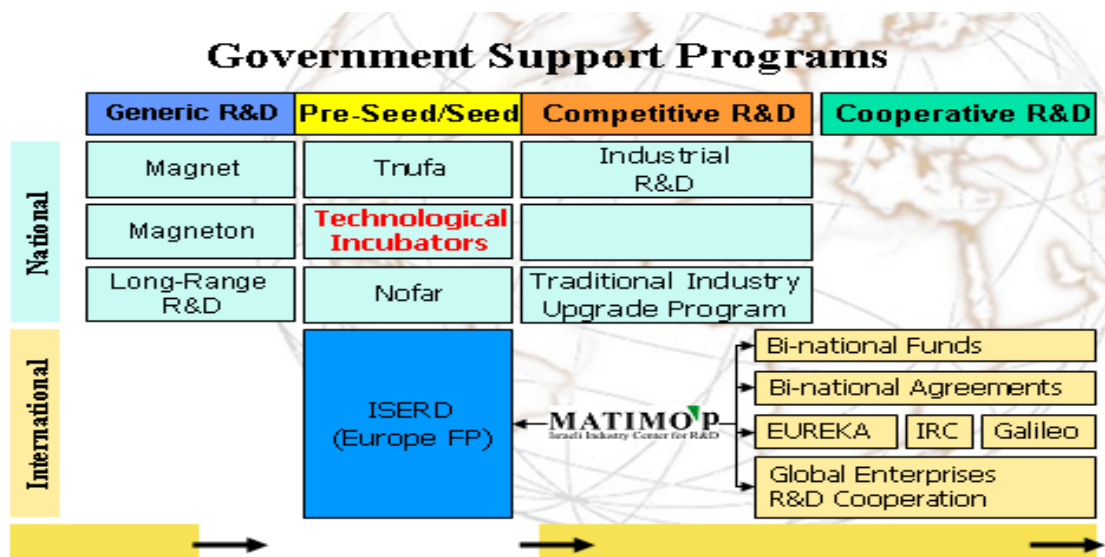 Government Support Programs
Generic R&D
Pre-Seed/Seed
Competitive R&D
Cooperative R&D
National
Magnet
Tnufa
Industrial
R&D
Magneton
Technological
Incubators
Long-Range
R&D
Nofar
Traditional Industry
Upgrade Program
International
ISERD
(Europe FP)
MATIMOP
Israeli Industry Center for R&D
Bi-national Funds
Bi-national Agreements
EUREKA
IRC
Galileo
Global Enterprises
R&D Cooperation